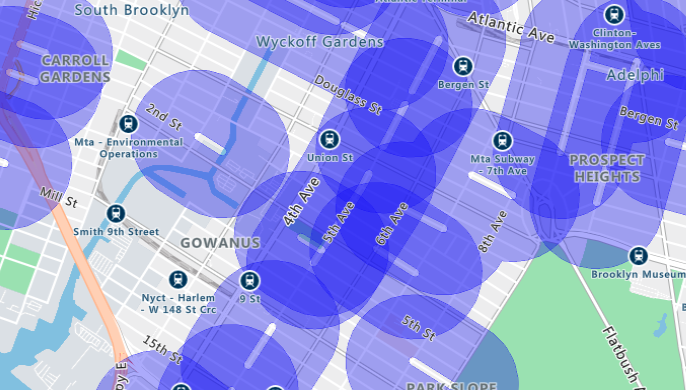 South Brooklyn
Hic
Atlantic Ave
Clinton-
Washington Aves
Wyckoff Gardens
CARROLL
GARDENS
Adelphi
Bergen St
Douglass St
2nd St
Bergen St
Mta - Environmental
Operations
Union St
Mta Subway
- 7th Ave
PROSPECT
HEIGHTS
Mill St
4th Ave
5th Ave
6th Ave
8th Ave
Smith 9th Street
GOWANUS
Brooklyn Museum
Nyct - Harlem
- W 148 St Crc
9 St
5th St
15th St
Flatbush A
PARK SLOPE
by E